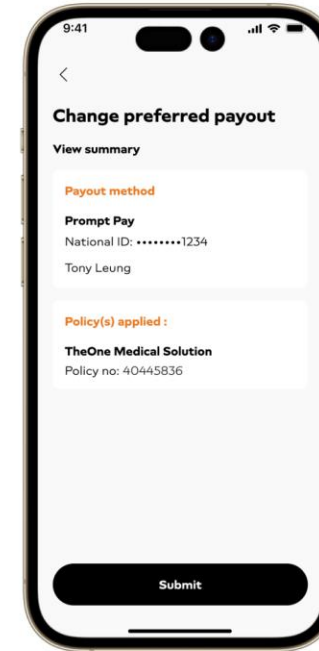 9:41
Change preferred payout
View summary
Payout method
Prompt Pay
National ID: ••••••••1234
Tony Leung
Policy(s) applied :
TheOne Medical Solution
Policy no: 40445836
Submit